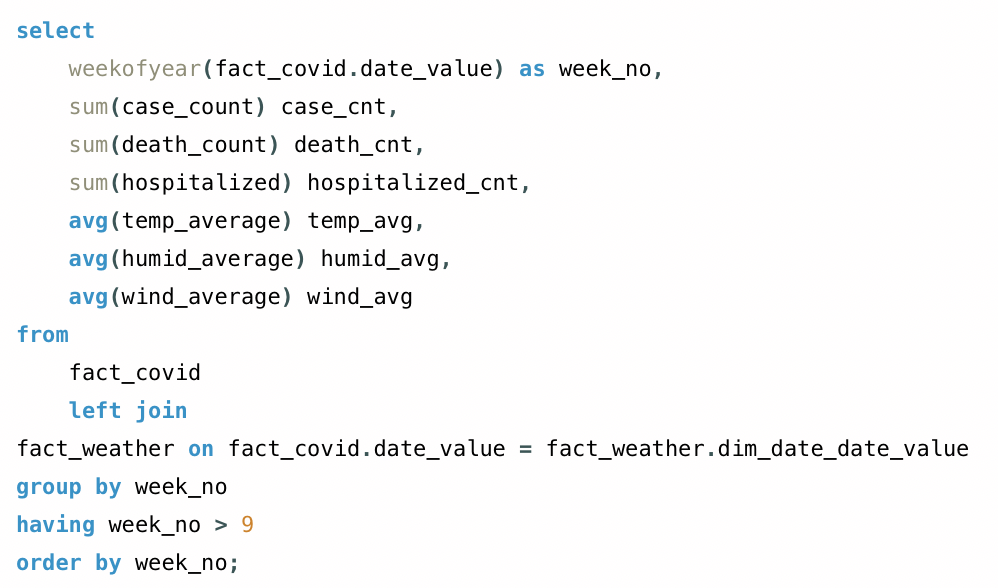 select
    weekofyear(fact_covid.date_value) as week_no,
    sum(case_count) case_cnt,
    sum(death_count) death_cnt,
    sum(hospitalized) hospitalized_cnt,
    avg(temp_average) temp_avg,
    avg(humid_average) humid_avg,
    avg(wind_average) wind_avg
from
    fact_covid
    left join
fact_weather on fact_covid.date_value = fact_weather.dim_date_date_value
group by week_no
having week_no > 9
order by week_no;